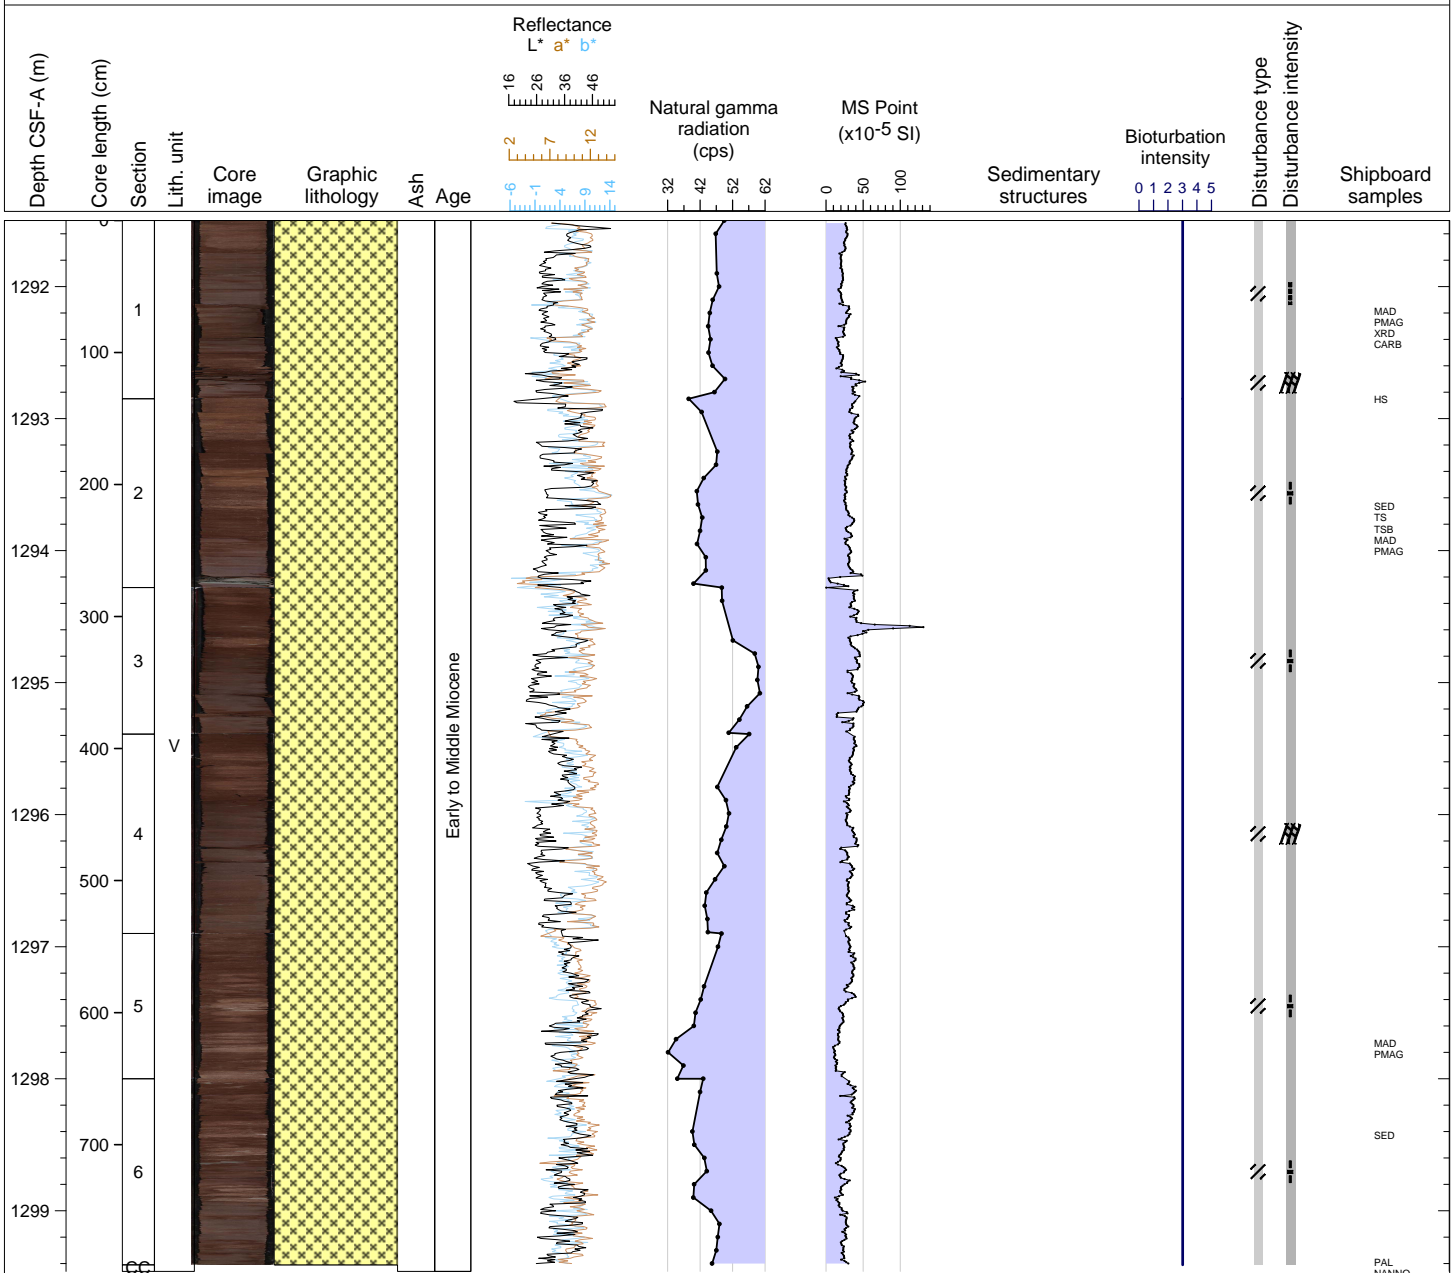 Depth CSF-A (m)
Core length (cm)
Section
Lith. unit
Core image
Graphic lithology
Ash
Age
Reflectance
L* a* b*
16 26 36 46
2 7 12
-6 -1 4 9 14
Natural gamma radiation (cps)
32 42 52 62
MS Point (x10-5 SI)
0 50 100
Sedimentary structures
Bioturbation intensity
0 1 2 3 4 5
Disturbance type
Disturbance intensity
Shipboard samples
0
1292
1
MAD
PMAG
XRD
CARB
100
HS
1293
200
2
SED
TS
TSB
MAD
PMAG
1294
300
3
1295
400
V
Early to Middle Miocene
1296
4
500
1297
5
600
MAD
PMAG
1298
SED
700
6
1299
CC
PAL
NANNO